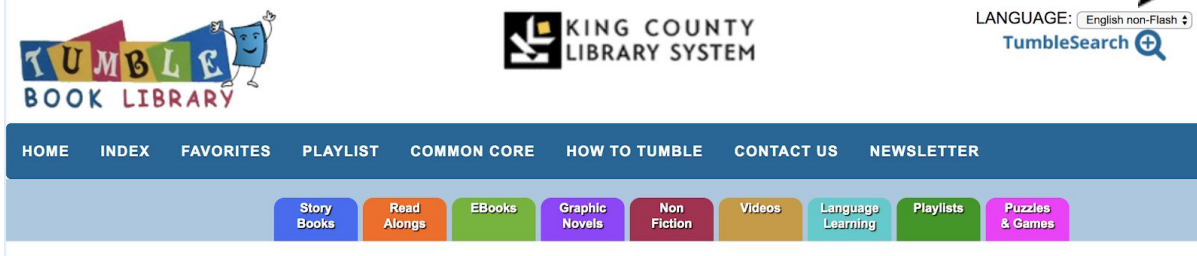 TUMBLE
BOOK LIBRARY
KING COUNTY
LIBRARY SYSTEM
LANGUAGE: English non-Flash
TumbleSearch
HOME INDEX FAVORITES PLAYLIST COMMON CORE HOW TO TUMBLE CONTACT US NEWSLETTER
Story
Books
Read
Alongs
EBooks
Graphic
Novels
Non
Fiction
Videos
Language
Learning
Playlists
Puzzles
& Games